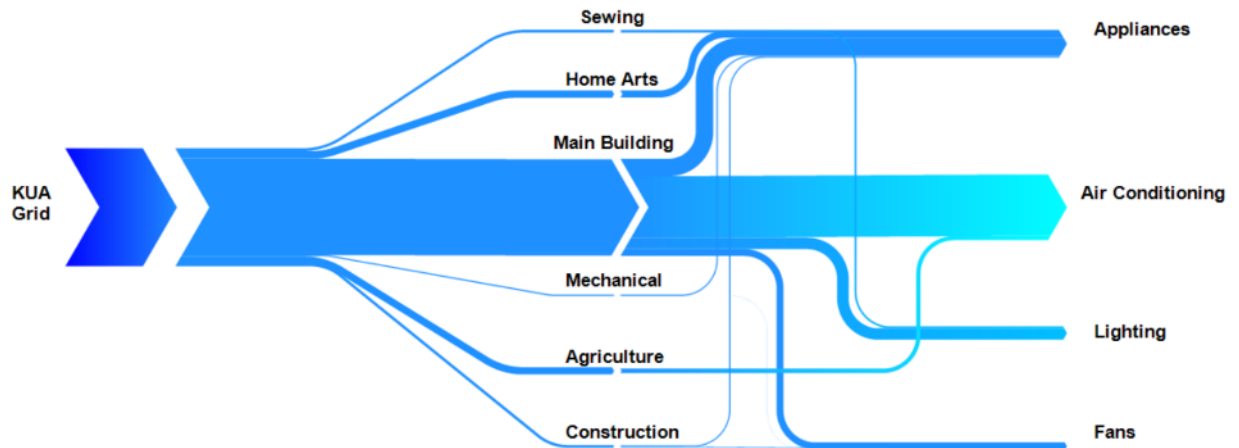 Sewing
Appliances
Home Arts
Main Building
KUA
Grid
Air Conditioning
Mechanical
Lighting
Agriculture
Construction
Fans